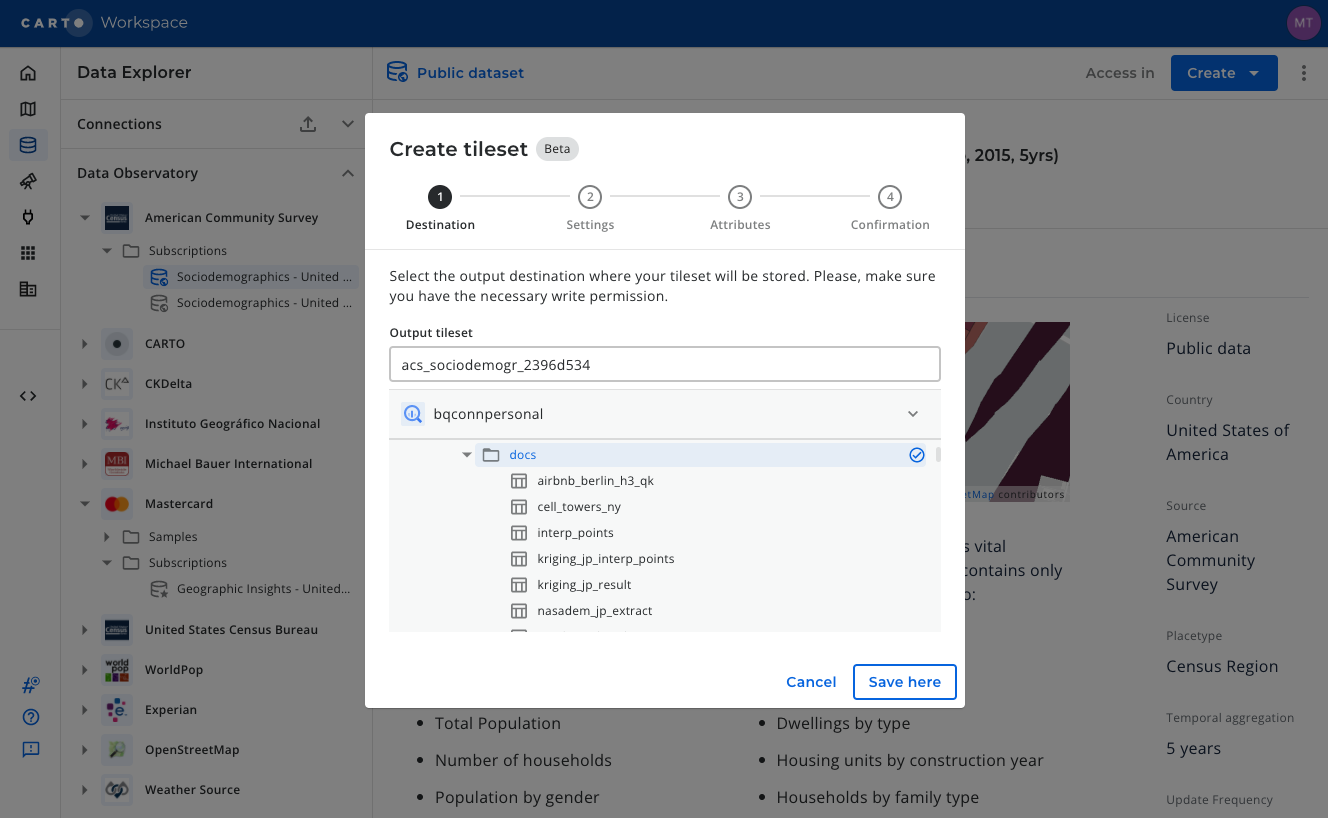 CARTO Workspace
MT
Data Explorer
Public dataset
Access in
Create
Connections
Data Observatory
American Community Survey
Subscriptions
Sociodemographics - United ...
Sociodemographics - United ...
CARTO
CKDelta
Instituto Geográfico Nacional
Michael Bauer International
Mastercard
Samples
Subscriptions
Geographic Insights - United...
United States Census Bureau
WorldPop
Experian
OpenStreetMap
Weather Source
Create tileset
Beta
1
2
3
4
Destination
Settings
Attributes
Confirmation
Select the output destination where your tileset will be stored. Please, make sure
you have the necessary write permission.
Output tileset
acs_sociodemogr_2396d534
bqconnpersonal
docs
airbnb_berlin_h3_qk
cell_towers_ny
interp_points
kriging_jp_interp_points
kriging_jp_result
nasadem_jp_extract
Cancel
Save here
, 2015, 5yrs)
etMap contributors
s vital
contains only
Total Population
Number of households
Population by gender
Dwellings by type
Housing units by construction year
Households by family type
License
Public data
Country
United States of
America
Source
American
Community
Survey
Placetype
Census Region
Temporal aggregation
5 years
Update Frequency